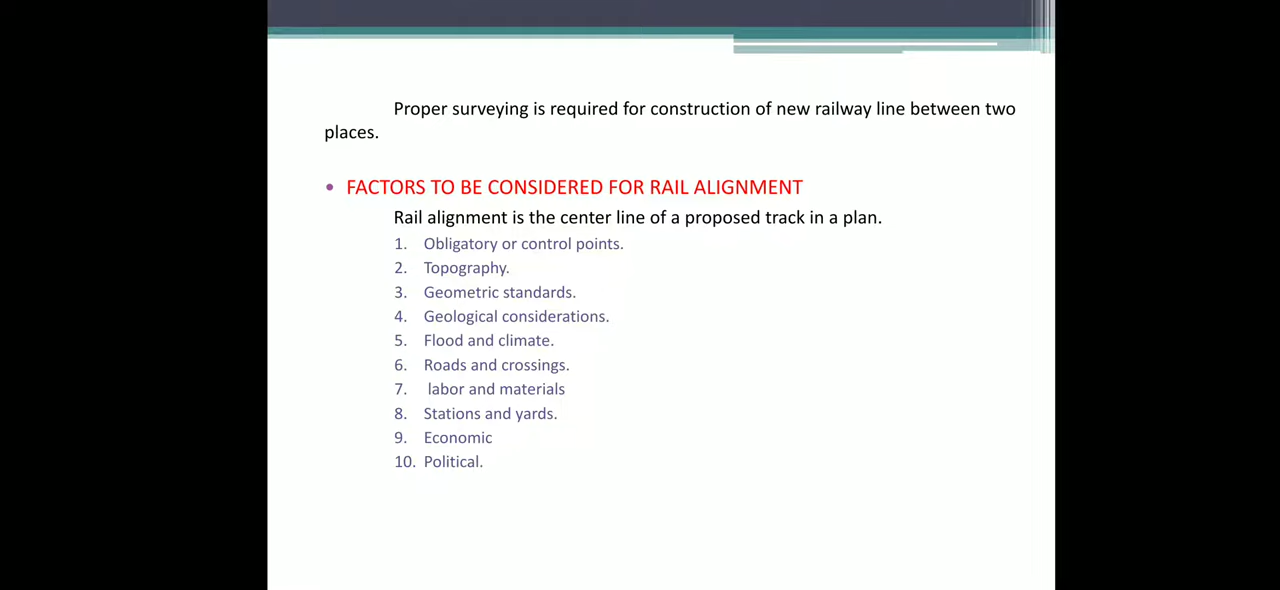 Proper surveying is required for construction of new railway line between two
places.
• FACTORS TO BE CONSIDERED FOR RAIL ALIGNMENT
Rail alignment is the center line of a proposed track in a plan.
1. Obligatory or control points.
2. Topography.
3. Geometric standards.
4. Geological considerations.
5. Flood and climate.
6. Roads and crossings.
7. labor and materials
8. Stations and yards.
9. Economic
10. Political.